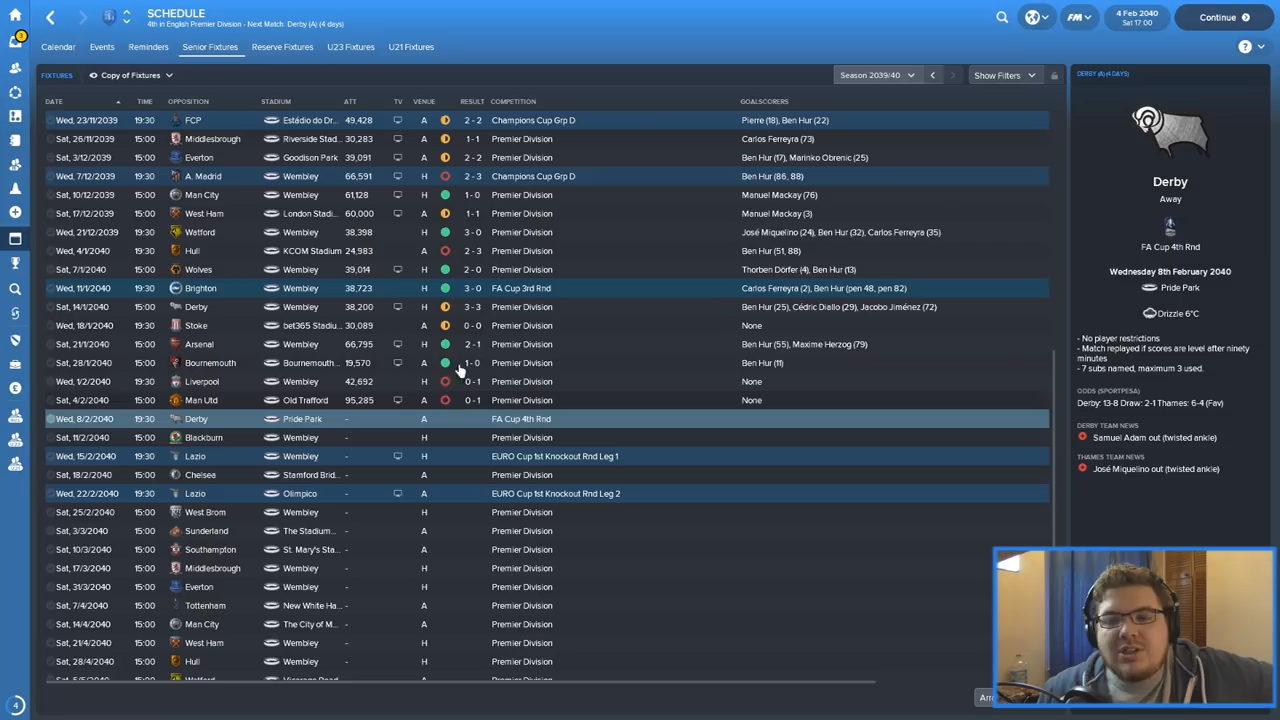 SCHEDULE
4th in English Premier Division - Next Match: Derby (A) (4 days)
FM
4 Feb 2040
Sat 17:00
Continue
3
Calendar Events Reminders Senior Fixtures Reserve Fixtures U23 Fixtures U21 Fixtures
?
FIXTURES Copy of Fixtures Season 2039/40 Show Filters
DATE TIME OPPOSITION STADIUM ATT TV VENUE RESULT COMPETITION GOALSCORERS
Wed, 23/11/2039 19:30 FCP Estádio do Dr... 49,428 A 2 - 2 Champions Cup Grp D Pierre (18), Ben Hur (22)
Sat, 26/11/2039 15:00 Middlesbrough Riverside Stad... 30,283 A 1 - 1 Premier Division Carlos Ferreyra (73)
Sat, 3/12/2039 15:00 Everton Goodison Park 39,091 A 2 - 2 Premier Division Ben Hur (17), Marinko Obrenic (25)
Wed, 7/12/2039 19:30 A. Madrid Wembley 66,591 H 2 - 3 Champions Cup Grp D Ben Hur (86, 88)
Sat, 10/12/2039 15:00 Man City Wembley 61,128 H 1 - 0 Premier Division Manuel Mackay (76)
Sat, 17/12/2039 15:00 West Ham London Stadi... 60,000 A 1 - 1 Premier Division Manuel Mackay (3)
Wed, 21/12/2039 19:30 Watford Wembley 38,398 H 3 - 0 Premier Division José Miquelino (24), Ben Hur (32), Carlos Ferreyra (35)
Wed, 4/1/2040 19:30 Hull KCOM Stadium 24,983 A 2 - 3 Premier Division Ben Hur (51, 88)
Sat, 7/1/2040 15:00 Wolves Wembley 39,014 H 2 - 0 Premier Division Thorben Dörfer (4), Ben Hur (13)
Wed, 11/1/2040 19:30 Brighton Wembley 38,723 H 3 - 0 FA Cup 3rd Rnd Carlos Ferreyra (2), Ben Hur (pen 48, pen 82)
Sat, 14/1/2040 15:00 Derby Wembley 38,200 H 3 - 3 Premier Division Ben Hur (25), Cédric Diallo (29), Jacobo Jiménez (72)
Wed, 18/1/2040 19:30 Stoke bet365 Stadiu... 30,089 A 0 - 0 Premier Division None
Sat, 21/1/2040 15:00 Arsenal Wembley 66,795 H 2 - 1 Premier Division Ben Hur (55), Maxime Herzog (79)
Sat, 28/1/2040 15:00 Bournemouth Bournemouth... 19,570 A 1 - 0 Premier Division Ben Hur (11)
Wed, 1/2/2040 19:30 Liverpool Wembley 42,692 H 0 - 1 Premier Division None
Sat, 4/2/2040 15:00 Man Utd Old Trafford 95,285 A 0 - 1 Premier Division None
Wed, 8/2/2040 19:30 Derby Pride Park - A FA Cup 4th Rnd
Sat, 11/2/2040 15:00 Blackburn Wembley - H Premier Division
Wed, 15/2/2040 19:30 Lazio Wembley - H EURO Cup 1st Knockout Rnd Leg 1
Sat, 18/2/2040 15:00 Chelsea Stamford Brid... - A Premier Division
Wed, 22/2/2040 19:30 Lazio Olimpico - A EURO Cup 1st Knockout Rnd Leg 2
Sat, 25/2/2040 15:00 West Brom Wembley - H Premier Division
Sat, 3/3/2040 15:00 Sunderland The Stadium... - A Premier Division
Sat, 10/3/2040 15:00 Southampton St. Mary's Sta... - A Premier Division
Sat, 17/3/2040 15:00 Middlesbrough Wembley - H Premier Division
Sat, 31/3/2040 15:00 Everton Wembley - H Premier Division
Sat, 7/4/2040 15:00 Tottenham New White Ha... - A Premier Division
Sat, 14/4/2040 15:00 Man City The City of M... - A Premier Division
Sat, 21/4/2040 15:00 West Ham Wembley - H Premier Division
Sat, 28/4/2040 15:00 Hull Wembley - H Premier Division
DERBY (A) (4 DAYS)
Derby
Away
FA Cup 4th Rnd
Wednesday 8th February 2040
Pride Park
Drizzle 6°C
- No player restrictions
- Match replayed if scores are level after ninety
minutes
- 7 subs named, maximum 3 used.
ODDS (SPORTPESA)
Derby: 13-8 Draw: 2-1 Thames: 6-4 (Fav)
DERBY TEAM NEWS
Samuel Adam out (twisted ankle)
THAMES TEAM NEWS
José Miquelino out (twisted ankle)
4